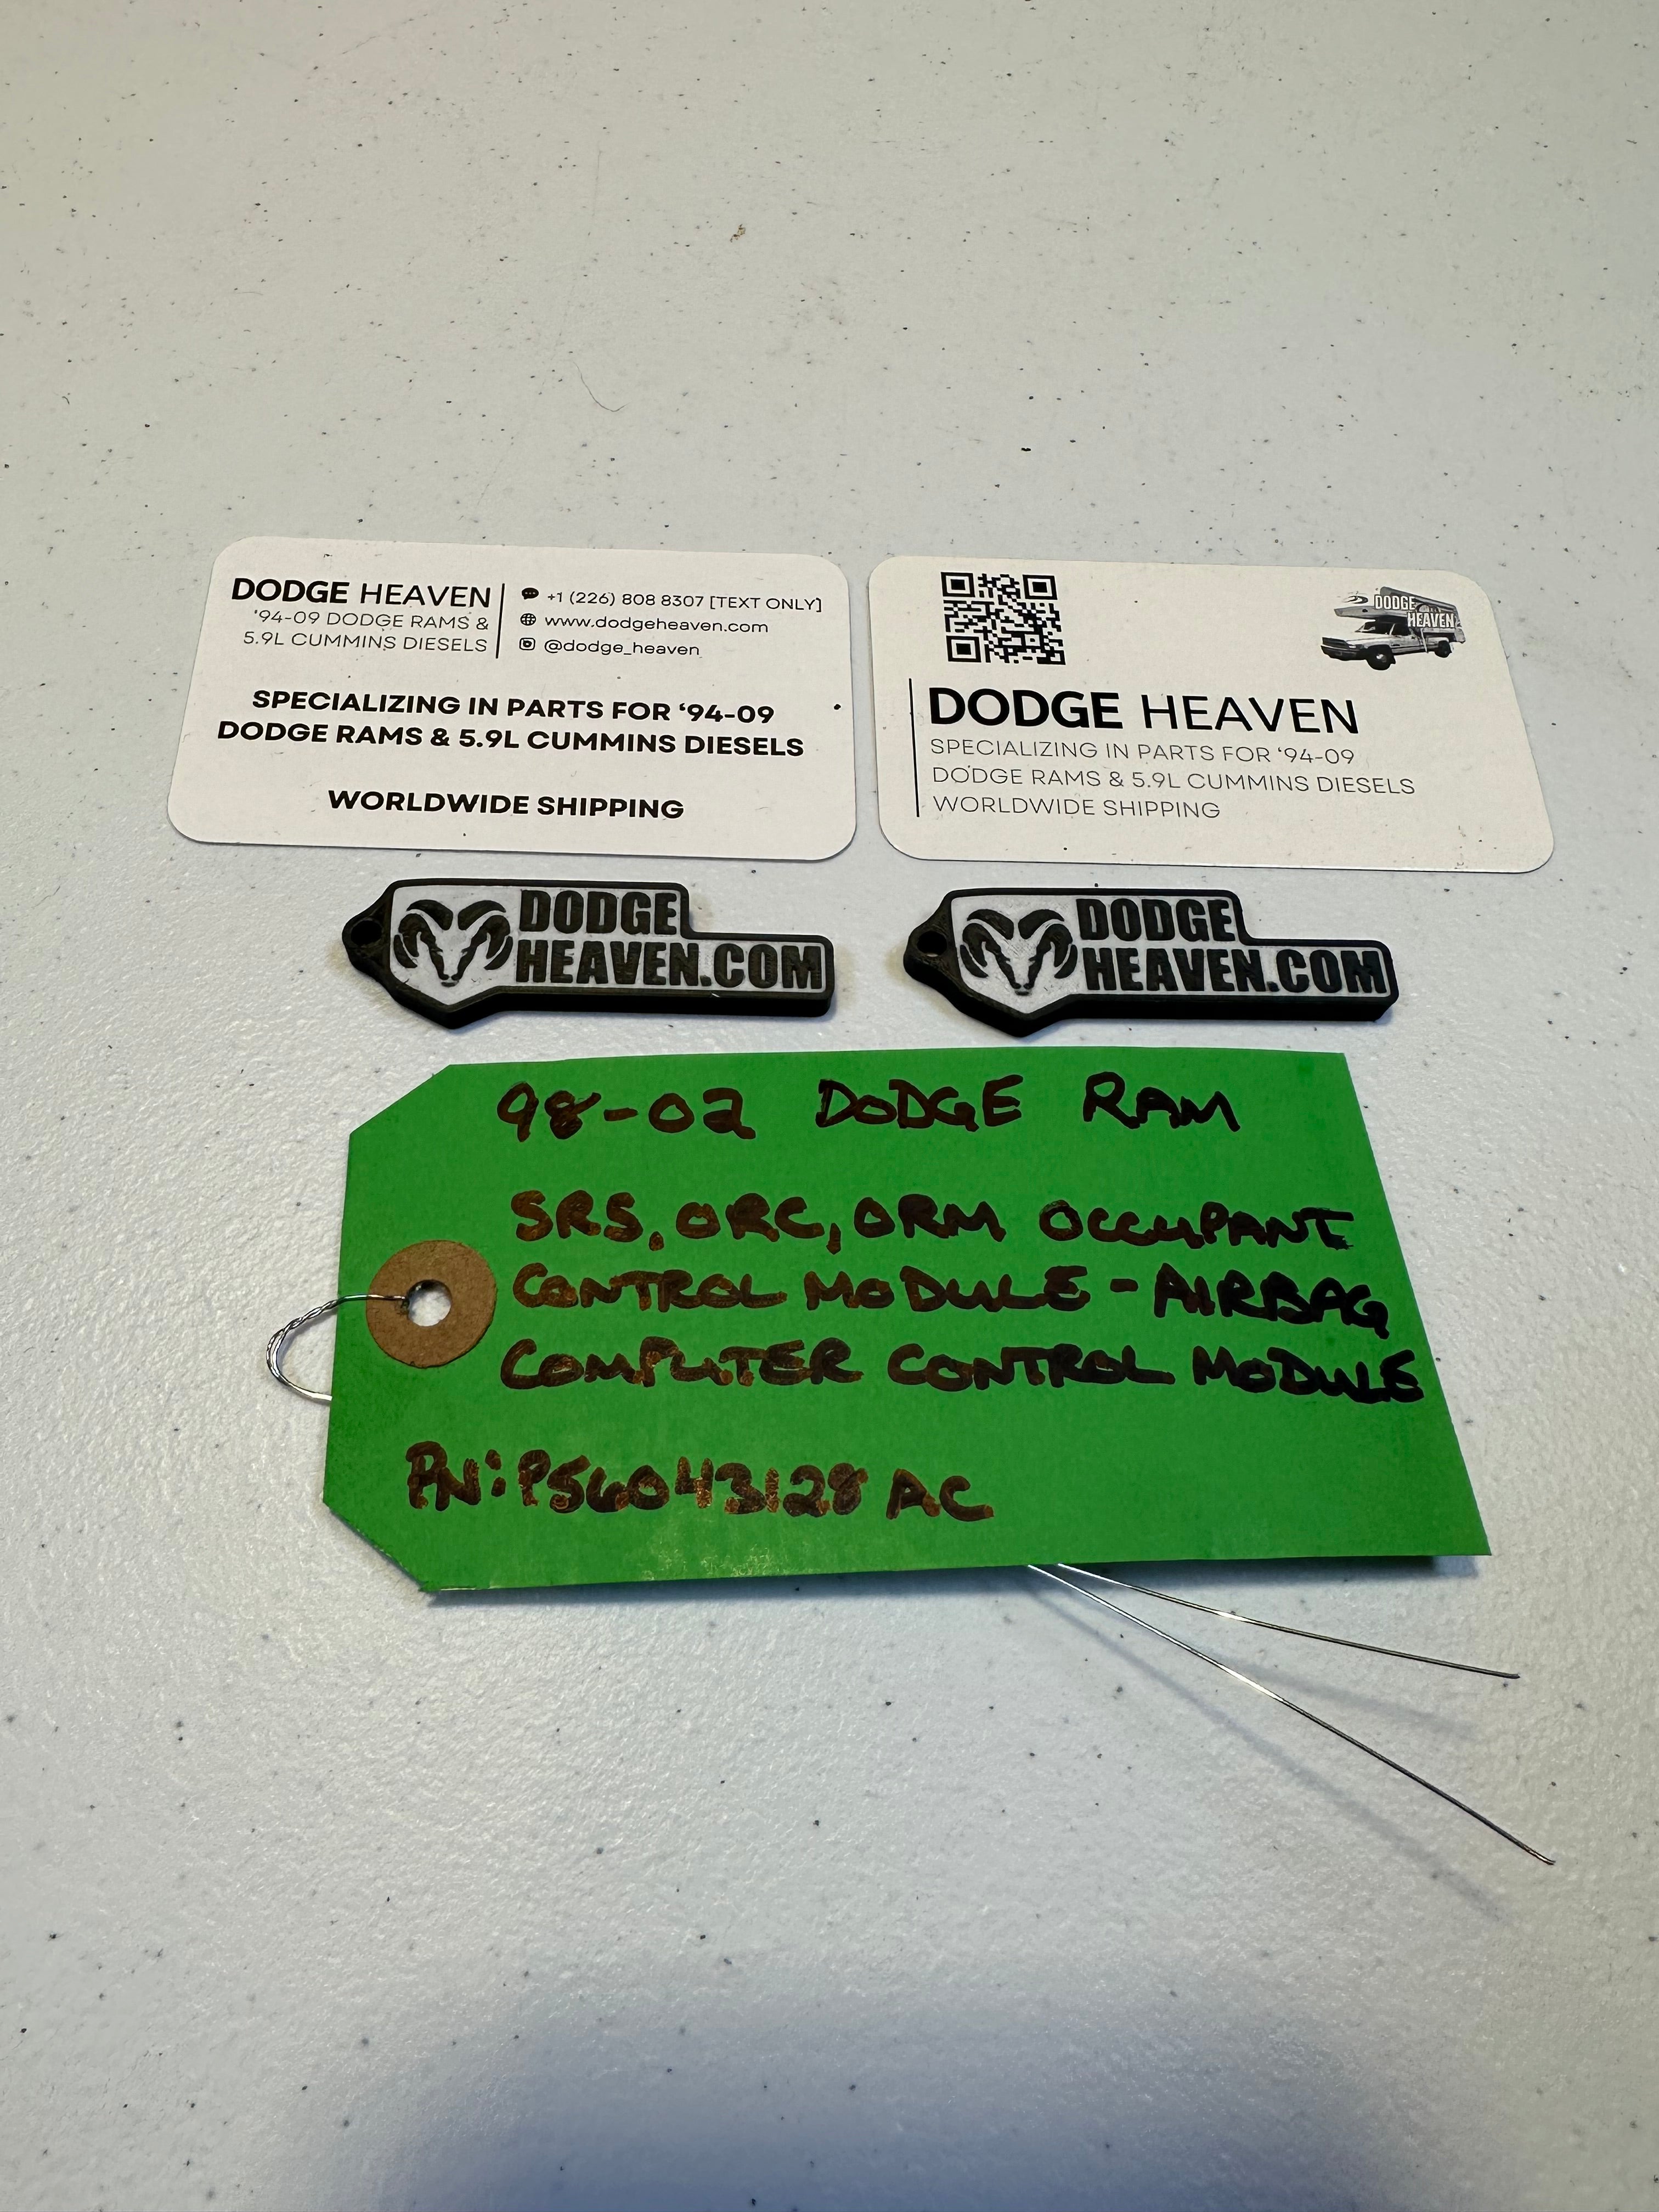 DODGE HEAVEN
'94-09 DODGE RAMS &
5.9L CUMMINS DIESELS
+1 (226) 808 8307 [TEXT ONLY]
www.dodgeheaven.com
@dodge_heaven
SPECIALIZING IN PARTS FOR ‘94-09
DODGE RAMS & 5.9L CUMMINS DIESELS
WORLDWIDE SHIPPING
DODGE
HEAVEN
DODGE HEAVEN
SPECIALIZING IN PARTS FOR ‘94-09
DODGE RAMS & 5.9L CUMMINS DIESELS
WORLDWIDE SHIPPING
DODGE
HEAVEN.COM
DODGE
HEAVEN.COM
98-02 DODGE RAM
SRS, ORC, ORM OCCUPANT
CONTROL MODULE - AIRBAG
COMPUTER CONTROL MODULE
PN: P56043128 AC